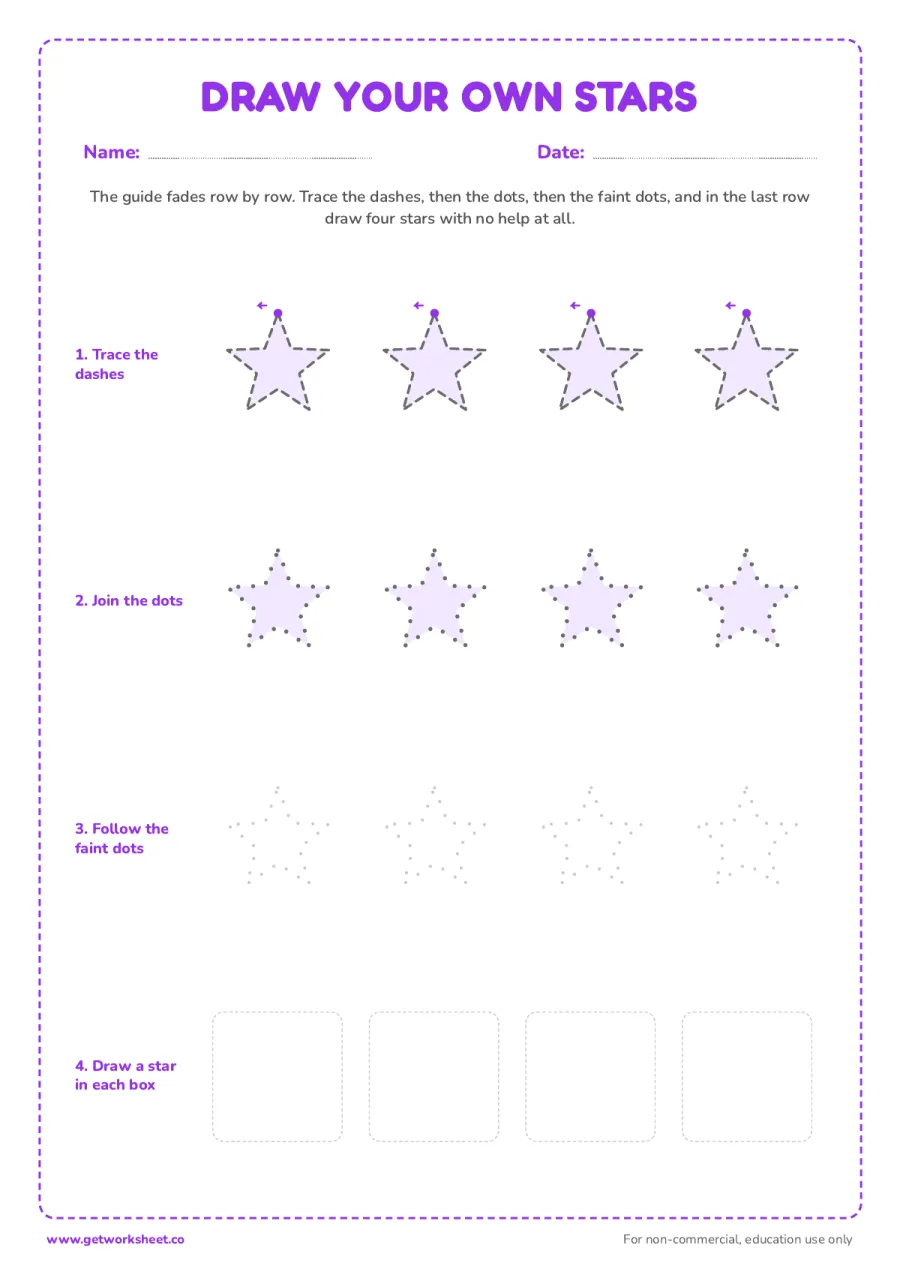 DRAW YOUR OWN STARS
Name:
Date:
The guide fades row by row. Trace the dashes, then the dots, then the faint dots, and in the last row
draw four stars with no help at all.
1. Trace the
dashes
2. Join the dots
3. Follow the
faint dots
4. Draw a star
in each box
www.getworksheet.co
For non-commercial, education use only